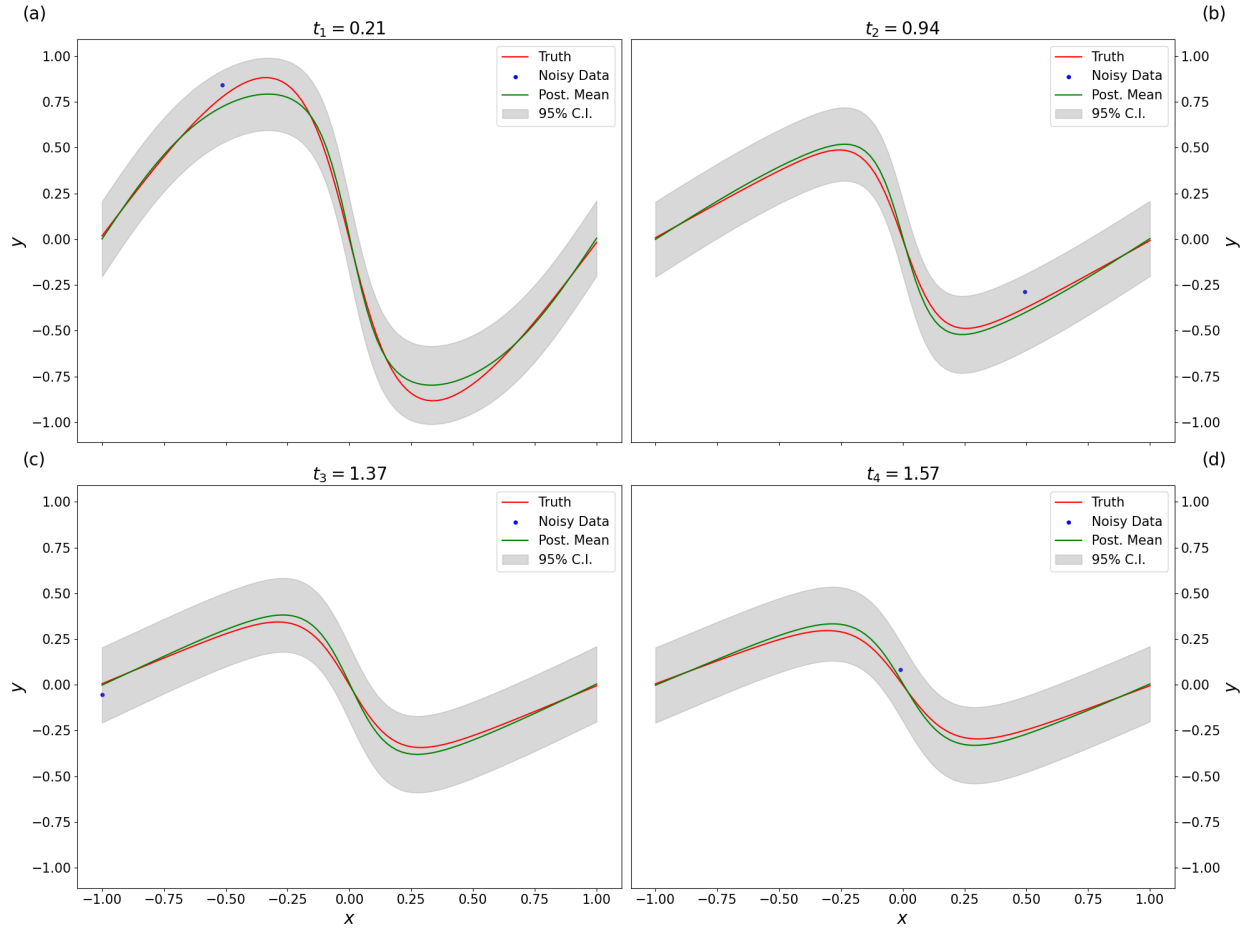 (a)
t₁ = 0.21
1.00
0.75
0.50
0.25
0.00
−0.25
−0.50
−0.75
−1.00
y
Truth
Noisy Data
Post. Mean
95% C.I.
(b)
t₂ = 0.94
Truth
Noisy Data
Post. Mean
95% C.I.
1.00
0.75
0.50
0.25
0.00
−0.25
−0.50
−0.75
−1.00
y
(c)
t₃ = 1.37
1.00
0.75
0.50
0.25
0.00
−0.25
−0.50
−0.75
−1.00
y
Truth
Noisy Data
Post. Mean
95% C.I.
−1.00 −0.75 −0.50 −0.25 0.00 0.25 0.50 0.75 1.00
x
(d)
t₄ = 1.57
Truth
Noisy Data
Post. Mean
95% C.I.
1.00
0.75
0.50
0.25
0.00
−0.25
−0.50
−0.75
−1.00
y
−1.00 −0.75 −0.50 −0.25 0.00 0.25 0.50 0.75 1.00
x